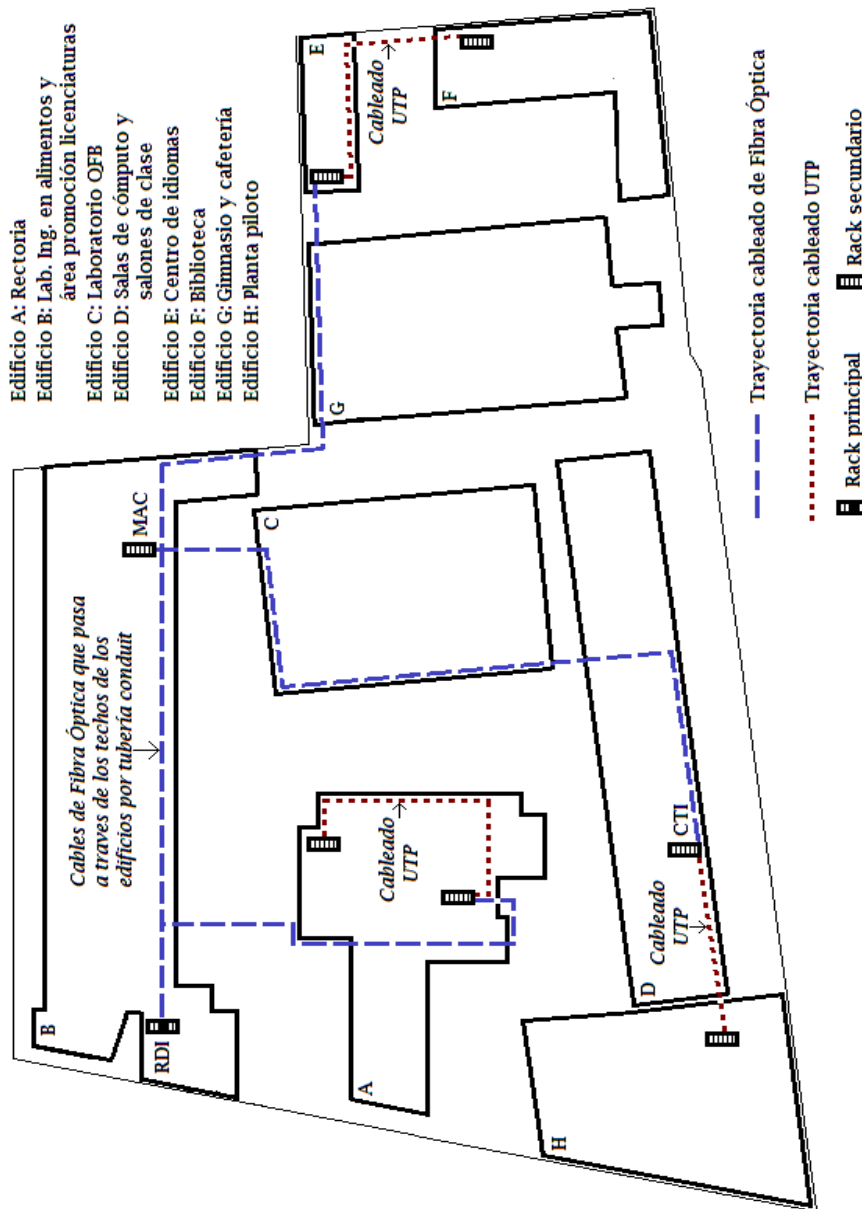 Edificio A: Rectoria
Edificio B: Lab. Ing. en alimentos y
área promoción licenciaturas
Edificio C: Laboratorio QFB
Edificio D: Salas de cómputo y
salones de clase
Edificio E: Centro de idiomas
Edificio F: Biblioteca
Edificio G: Gimnasio y cafetería
Edificio H: Planta piloto
Cables de Fibra Óptica que pasa
a traves de los techos de los
edificios por tubería conduit
B
RDI
MAC
E
Cableado
UTP
F
G
C
A
Cableado
UTP
CTI
Cableado
UTP
D
H
Trayectoria cableado de Fibra Óptica
Trayectoria cableado UTP
Rack principal
Rack secundario